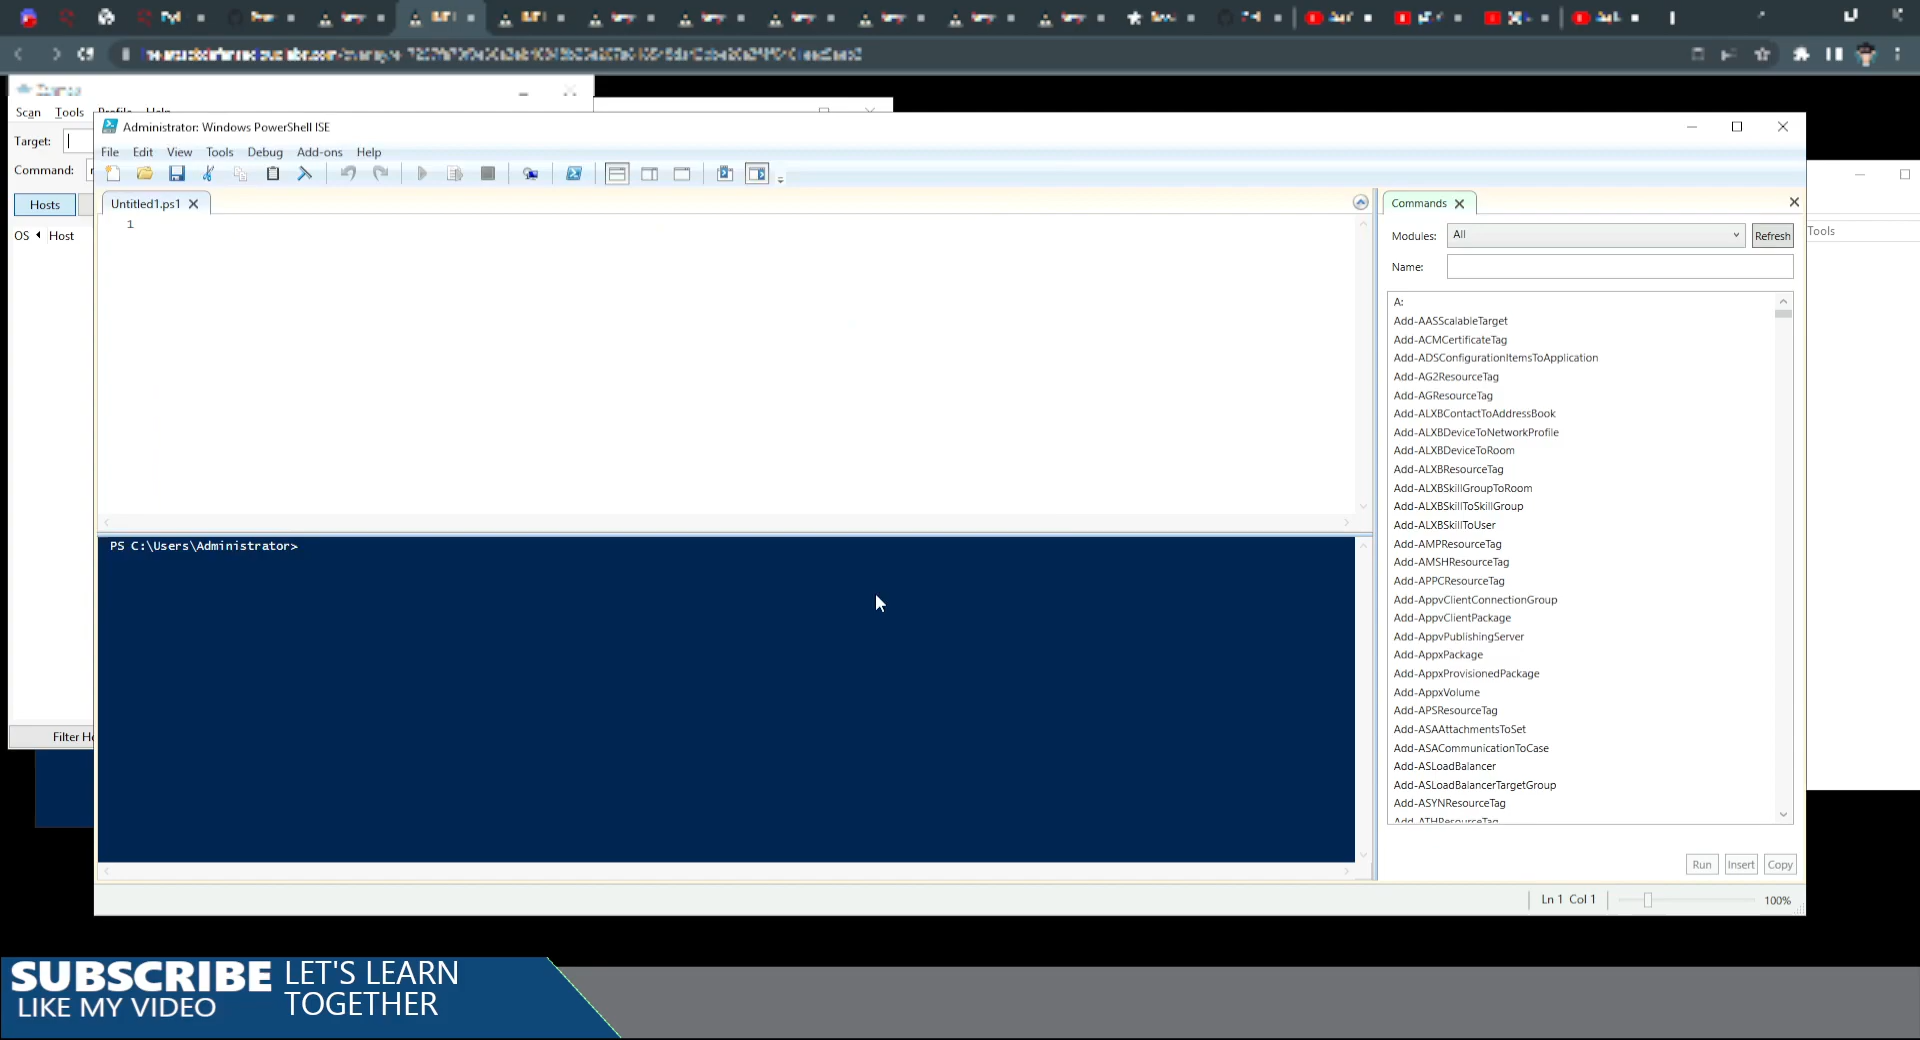 Scan Tools Profile Help
Target:
Command:
Hosts
OS Host
Filter
Administrator: Windows PowerShell ISE
File Edit View Tools Debug Add-ons Help
Untitled1.ps1
1
PS C:\Users\Administrator>
Commands
Modules: All Refresh
Name:
A:
Add-AASScalableTarget
Add-ACMCertificateTag
Add-ADSConfigurationItemsToApplication
Add-AG2ResourceTag
Add-AGResourceTag
Add-ALXBContactToAddressBook
Add-ALXBDeviceToNetworkProfile
Add-ALXBDeviceToRoom
Add-ALXBResourceTag
Add-ALXBSkillGroupToRoom
Add-ALXBSkillToSkillGroup
Add-ALXBSkillToUser
Add-AMPResourceTag
Add-AMSHResourceTag
Add-APPCResourceTag
Add-AppvClientConnectionGroup
Add-AppvClientPackage
Add-AppvPublishingServer
Add-AppxPackage
Add-AppxProvisionedPackage
Add-AppxVolume
Add-APSResourceTag
Add-ASAAttachmentsToSet
Add-ASACommunicationToCase
Add-ASLoadBalancer
Add-ASLoadBalancerTargetGroup
Add-ASYNResourceTag
Add-ATHResourceTag
Run Insert Copy
Ln 1 Col 1
100%
Tools
SUBSCRIBE
LIKE MY VIDEO
LET'S LEARN
TOGETHER